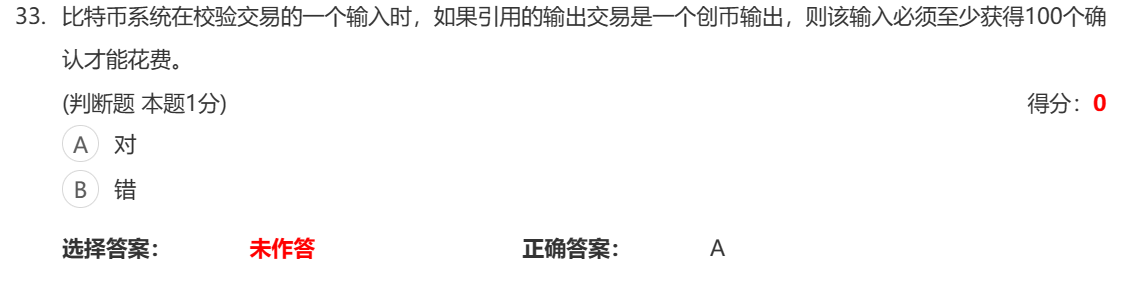 33. 比特币系统在校验交易的一个输入时，如果引用的输出交易是一个创币输出，则该输入必须至少获得100个确
认才能花费。
(判断题 本题1分) 得分：0
A 对
B 错
选择答案： 未作答 正确答案： A